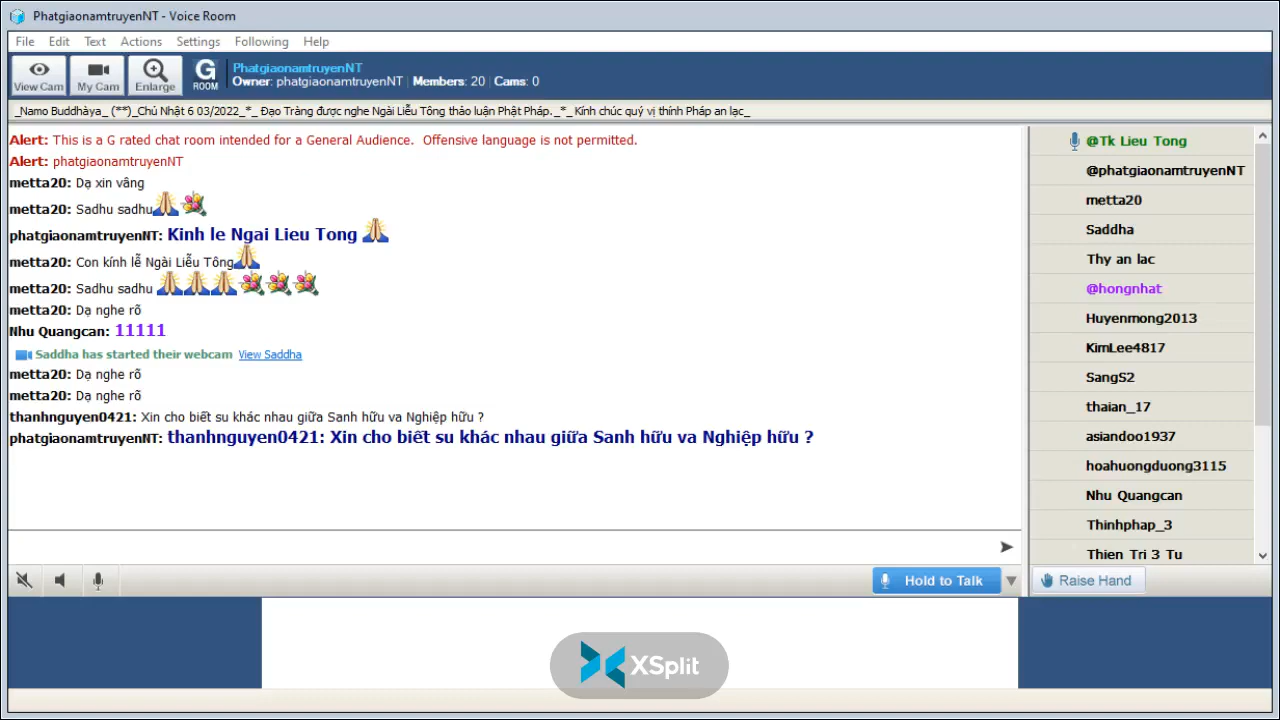 PhatgiaonamtruyenNT - Voice Room
File Edit Text Actions Settings Following Help
View Cam My Cam Enlarge G ROOM
PhatgiaonamtruyenNT
Owner: phatgiaonamtruyenNT | Members: 20 | Cams: 0
_Namo Buddhàya_ (**)_Chủ Nhật 6 03/2022_*_ Đạo Tràng được nghe Ngài Liễu Tông thảo luận Phật Pháp._*_ Kính chúc quý vị thính Pháp an lạc_
Alert: This is a G rated chat room intended for a General Audience. Offensive language is not permitted.
Alert: phatgiaonamtruyenNT
metta20: Dạ xin vâng
metta20: Sadhu sadhu
phatgiaonamtruyenNT: Kinh le Ngai Lieu Tong
metta20: Con kính lễ Ngài Liễu Tông
metta20: Sadhu sadhu
metta20: Dạ nghe rõ
Nhu Quangcan: 11111
Saddha has started their webcam View Saddha
metta20: Dạ nghe rõ
metta20: Dạ nghe rõ
thanhnguyen0421: Xin cho biết su khác nhau giữa Sanh hữu va Nghiệp hữu ?
phatgiaonamtruyenNT: thanhnguyen0421: Xin cho biết su khác nhau giữa Sanh hữu va Nghiệp hữu ?
Hold to Talk
@Tk Lieu Tong
@phatgiaonamtruyenNT
metta20
Saddha
Thy an lac
@hongnhat
Huyenmong2013
KimLee4817
SangS2
thaian_17
asiandoo1937
hoahuongduong3115
Nhu Quangcan
Thinhphap_3
Thien Tri 3 Tu
Raise Hand
XSplit